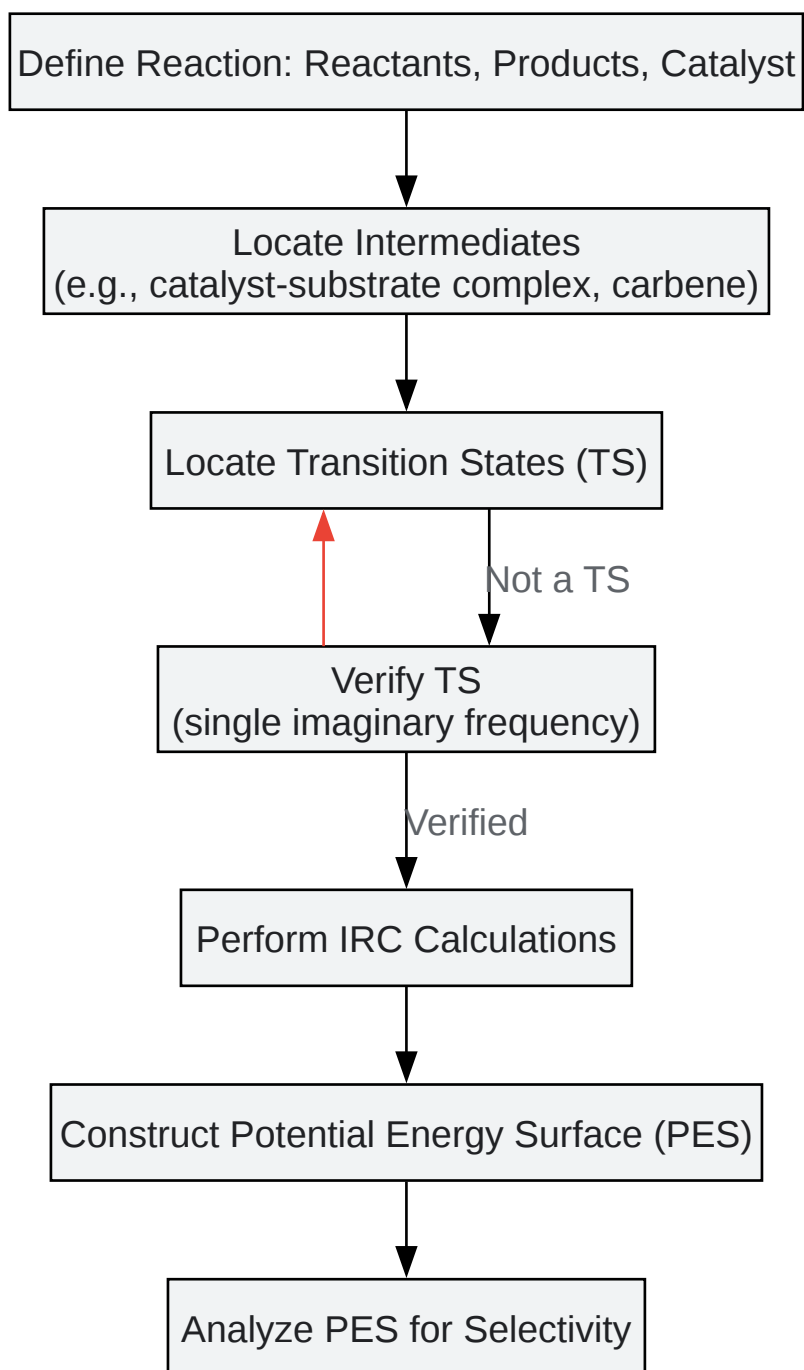 Define Reaction: Reactants, Products, Catalyst
Locate Intermediates
(e.g., catalyst-substrate complex, carbene)
Locate Transition States (TS)
Not a TS
Verify TS
(single imaginary frequency)
Verified
Perform IRC Calculations
Construct Potential Energy Surface (PES)
Analyze PES for Selectivity